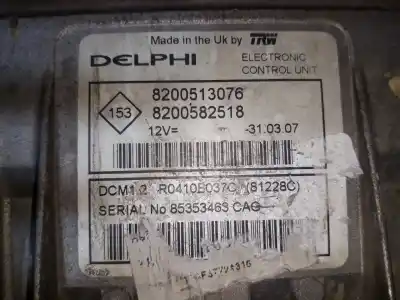 Made in the Uk by TRW
DELPHI
ELECTRONIC
CONTROL UNIT
153
8200513076
8200582518
12V= -31.03.07
DCM1.2 R0410B037C (81228C)
SERIAL No 85353463 CAG